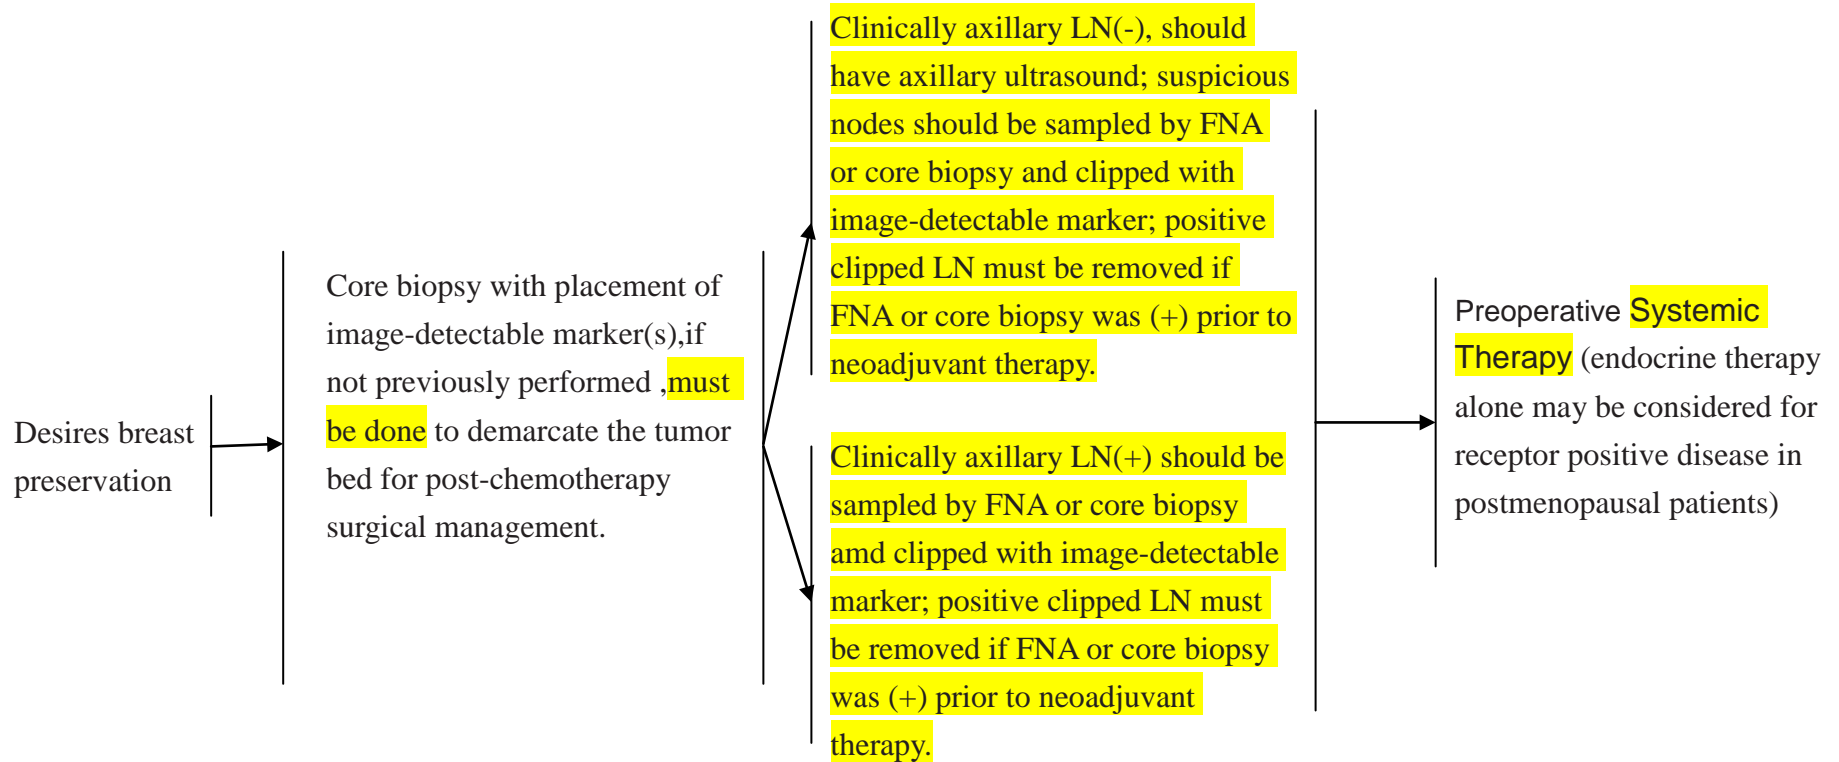 Desires breast
preservation
Core biopsy with placement of
image-detectable marker(s),if
not previously performed ,must
be done to demarcate the tumor
bed for post-chemotherapy
surgical management.
Clinically axillary LN(-), should
have axillary ultrasound; suspicious
nodes should be sampled by FNA
or core biopsy and clipped with
image-detectable marker; positive
clipped LN must be removed if
FNA or core biopsy was (+) prior to
neoadjuvant therapy.
Clinically axillary LN(+) should be
sampled by FNA or core biopsy
amd clipped with image-detectable
marker; positive clipped LN must
be removed if FNA or core biopsy
was (+) prior to neoadjuvant
therapy.
Preoperative Systemic
Therapy (endocrine therapy
alone may be considered for
receptor positive disease in
postmenopausal patients)